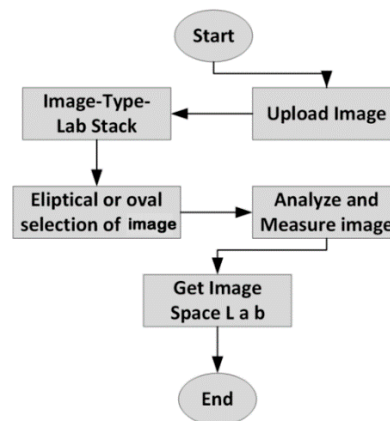 Start
Upload Image
Image-Type-
Lab Stack
Eliptical or oval
selection of image
Analyze and
Measure image
Get Image
Space L a b
End